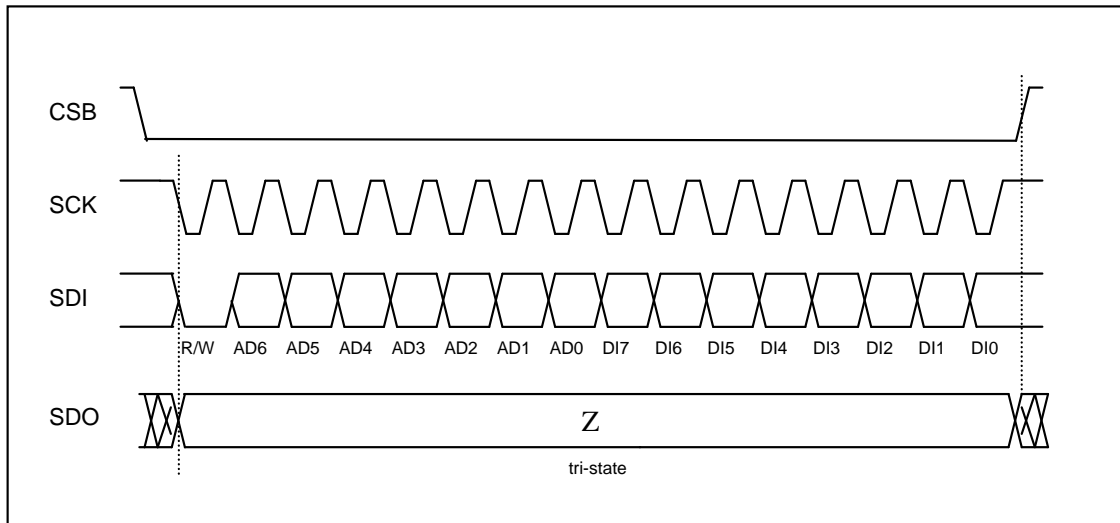 CSB
SCK
SDI
R/W AD6 AD5 AD4 AD3 AD2 AD1 AD0 DI7 DI6 DI5 DI4 DI3 DI2 DI1 DI0
SDO
Z
tri-state